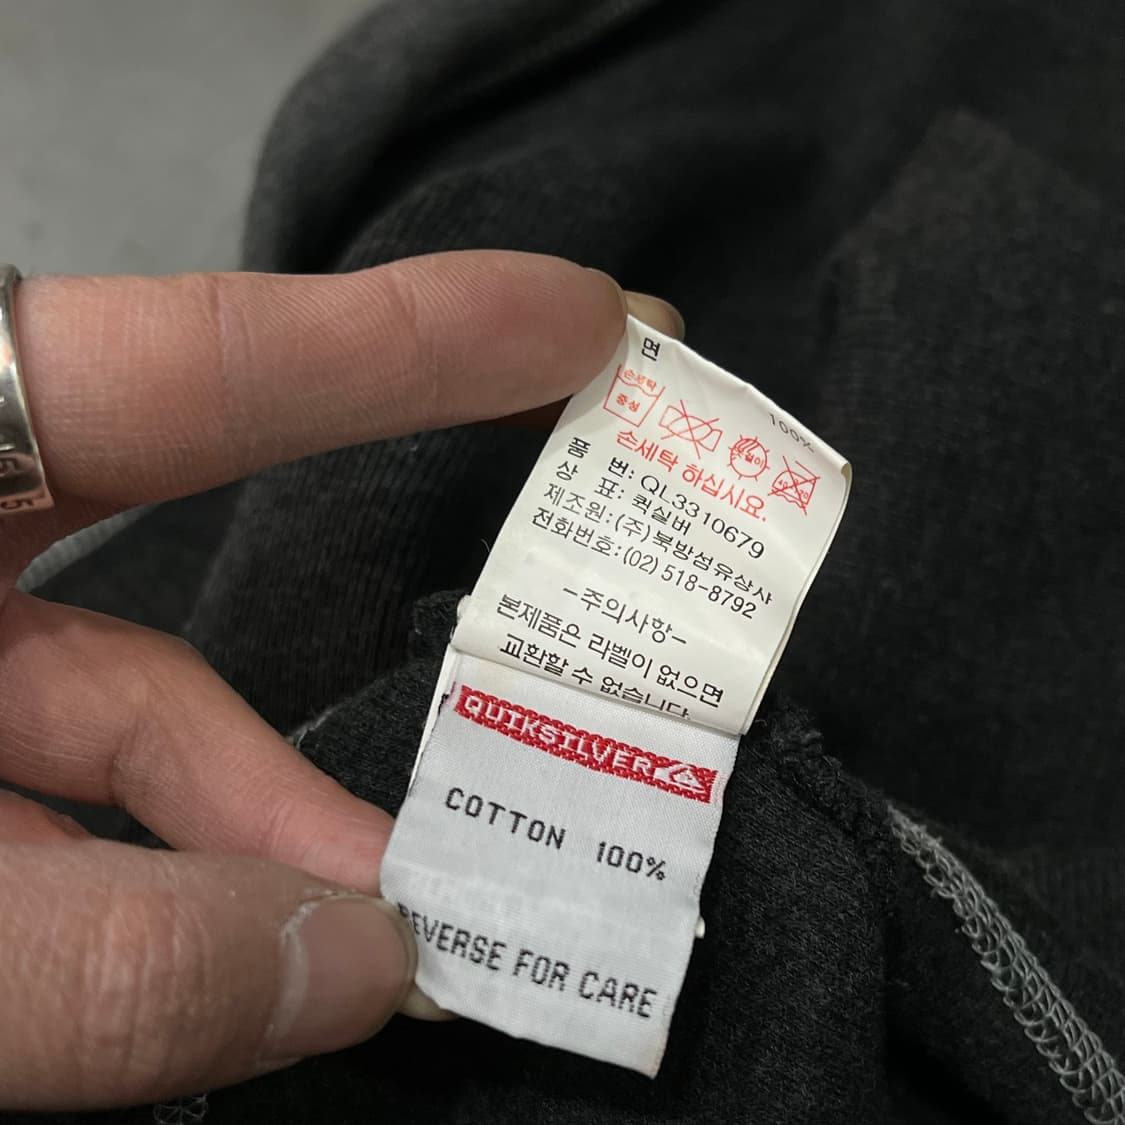 면 100%
손세탁
중성
손세탁 하십시요.
품 번: QL3310679
상 표: 퀵실버
제조원: (주)북방섬유상사
전화번호: (02) 518-8792
-주의사항-
본제품은 라벨이 없으면
교환할 수 없습니다.
QUIKSILVER
COTTON 100%
REVERSE FOR CARE